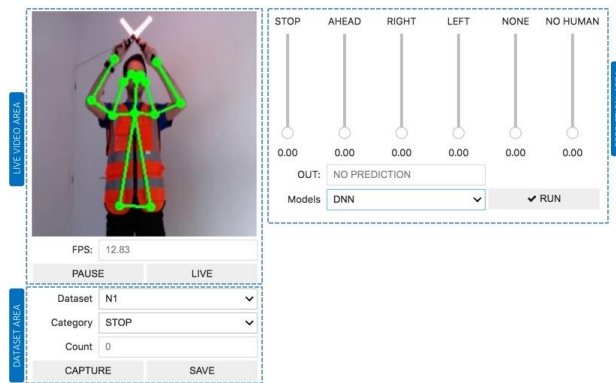 LIVE VIDEO AREA
FPS: 12.83
PAUSE LIVE
DATASET AREA
Dataset N1
Category STOP
Count 0
CAPTURE SAVE
STOP AHEAD RIGHT LEFT NONE NO HUMAN
0.00 0.00 0.00 0.00 0.00 0.00
OUT: NO PREDICTION
Models DNN ✔ RUN